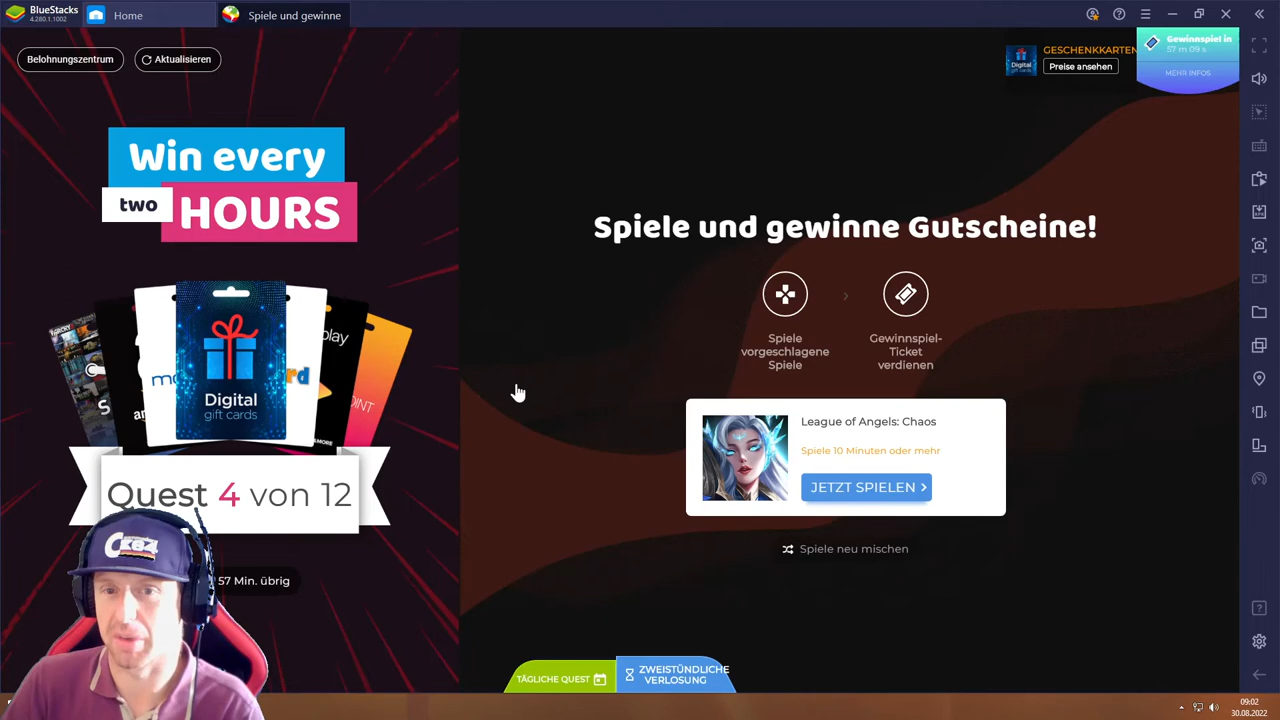 BlueStacks
4.280.1.1002
Home
Spiele und gewinne
Belohnungszentrum
Aktualisieren
GESCHENKKARTEN
Preise ansehen
Gewinnspiel in
57 m 09 s
MEHR INFOS
Win every
two
HOURS
Digital
gift cards
Digital
gift cards
Quest 4 von 12
57 Min. übrig
Spiele und gewinne Gutscheine!
Spiele
vorgeschlagene
Spiele
Gewinnspiel-
Ticket
verdienen
League of Angels: Chaos
Spiele 10 Minuten oder mehr
JETZT SPIELEN
Spiele neu mischen
TÄGLICHE QUEST
ZWEISTÜNDLICHE
VERLOSUNG
09:02
30.08.2022